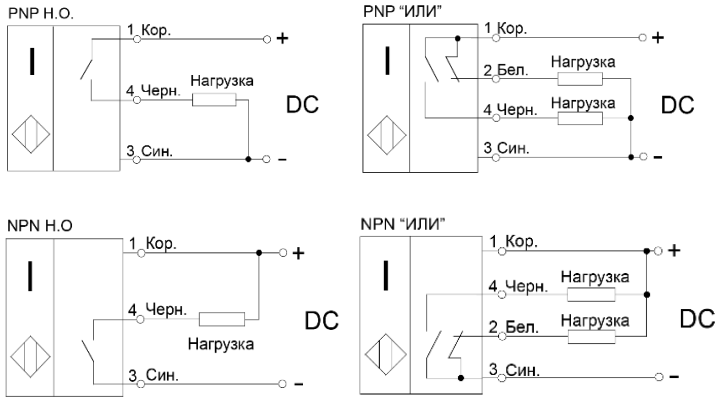 PNP Н.О.
1 Кор. +
4 Черн. Нагрузка
DC
3 Син. -
PNP “ИЛИ”
1 Кор. +
2 Бел. Нагрузка
DC
4 Черн. Нагрузка
3 Син. -
NPN Н.О
1 Кор. +
4 Черн.
DC
Нагрузка
3 Син. -
NPN “ИЛИ”
1 Кор. +
4 Черн. Нагрузка
DC
2 Бел. Нагрузка
3 Син. -